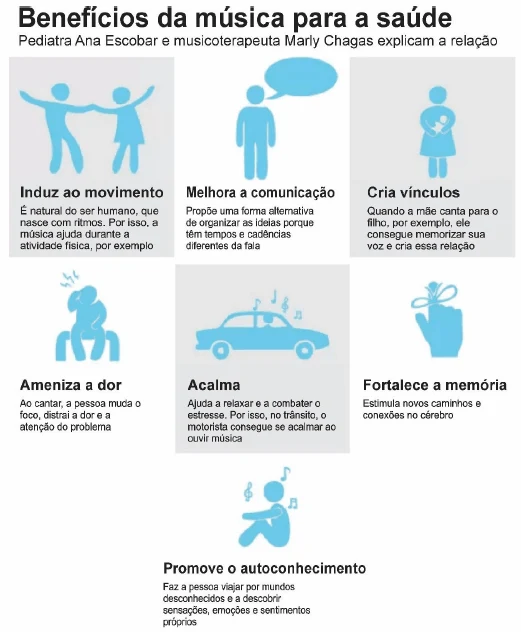 Benefícios da música para a saúde
Pediatra Ana Escobar e musicoterapeuta Marly Chagas explicam a relação
Induz ao movimento
É natural do ser humano, que
nasce com ritmos. Por isso, a
música ajuda durante a
atividade física, por exemplo
Melhora a comunicação
Propõe uma forma alternativa
de organizar as ideias porque
têm tempos e cadências
diferentes da fala
Cria vínculos
Quando a mãe canta para o
filho, por exemplo, ele
consegue memorizar sua
voz e cria essa relação
Ameniza a dor
Ao cantar, a pessoa muda o
foco, distrai a dor e a
atenção do problema
Acalma
Ajuda a relaxar e a combater o
estresse. Por isso, no trânsito, o
motorista consegue se acalmar ao
ouvir música
Fortalece a memória
Estimula novos caminhos e
conexões no cérebro
Promove o autoconhecimento
Faz a pessoa viajar por mundos
desconhecidos e a descobrir
sensações, emoções e sentimentos
próprios